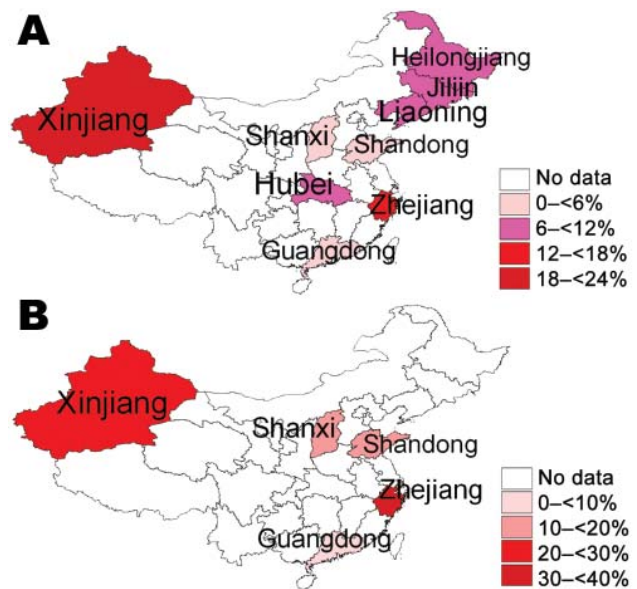 A
Heilongjiang
Jiliin
Liaoning
Xinjiang
Shanxi
Shandong
Hubei
Zhejiang
Guangdong
No data
0–<6%
6–<12%
12–<18%
18–<24%
B
Xinjiang
Shanxi
Shandong
Zhejiang
Guangdong
No data
0–<10%
10–<20%
20–<30%
30–<40%